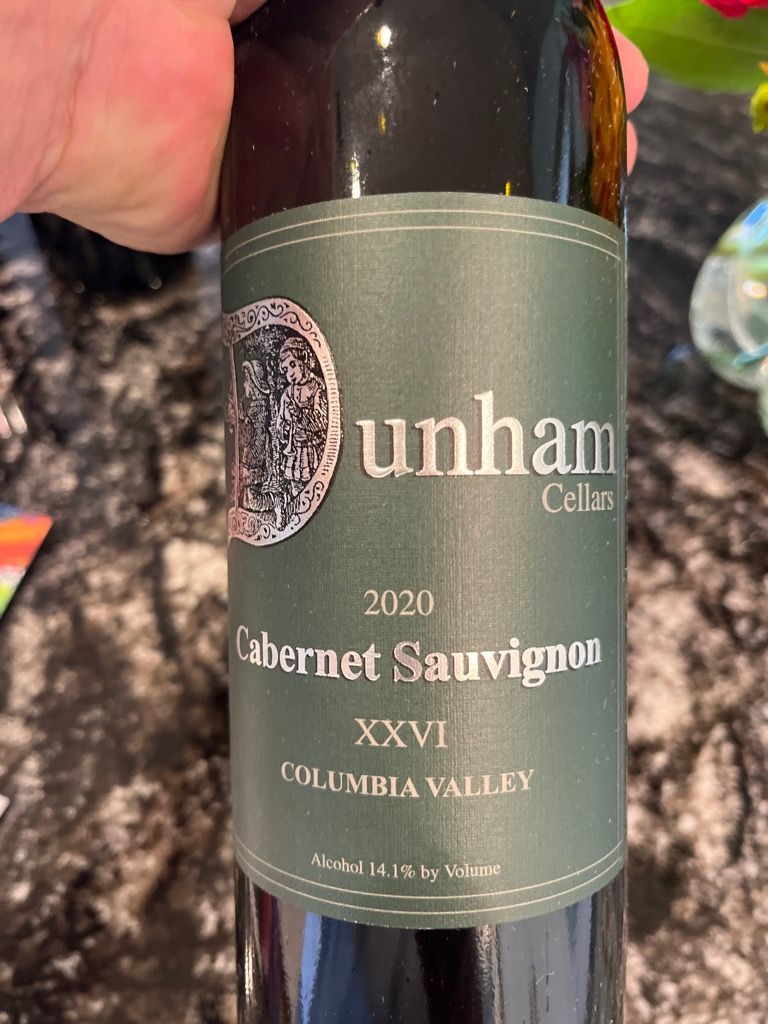 Dunham
Cellars
2020
Cabernet Sauvignon
XXVI
COLUMBIA VALLEY
Alcohol 14.1% by Volume